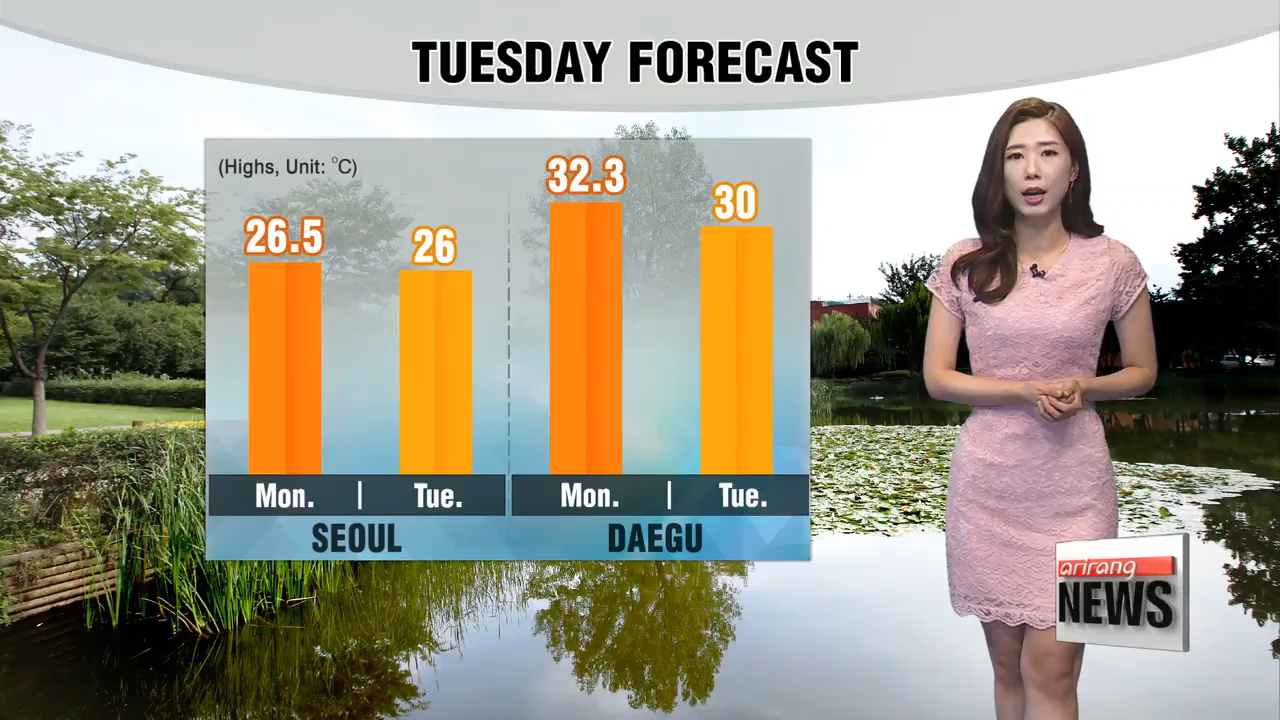 TUESDAY FORECAST
(Highs, Unit: °C)
26.5
26
32.3
30
Mon. | Tue.
Mon. | Tue.
SEOUL
DAEGU
arirang
NEWS